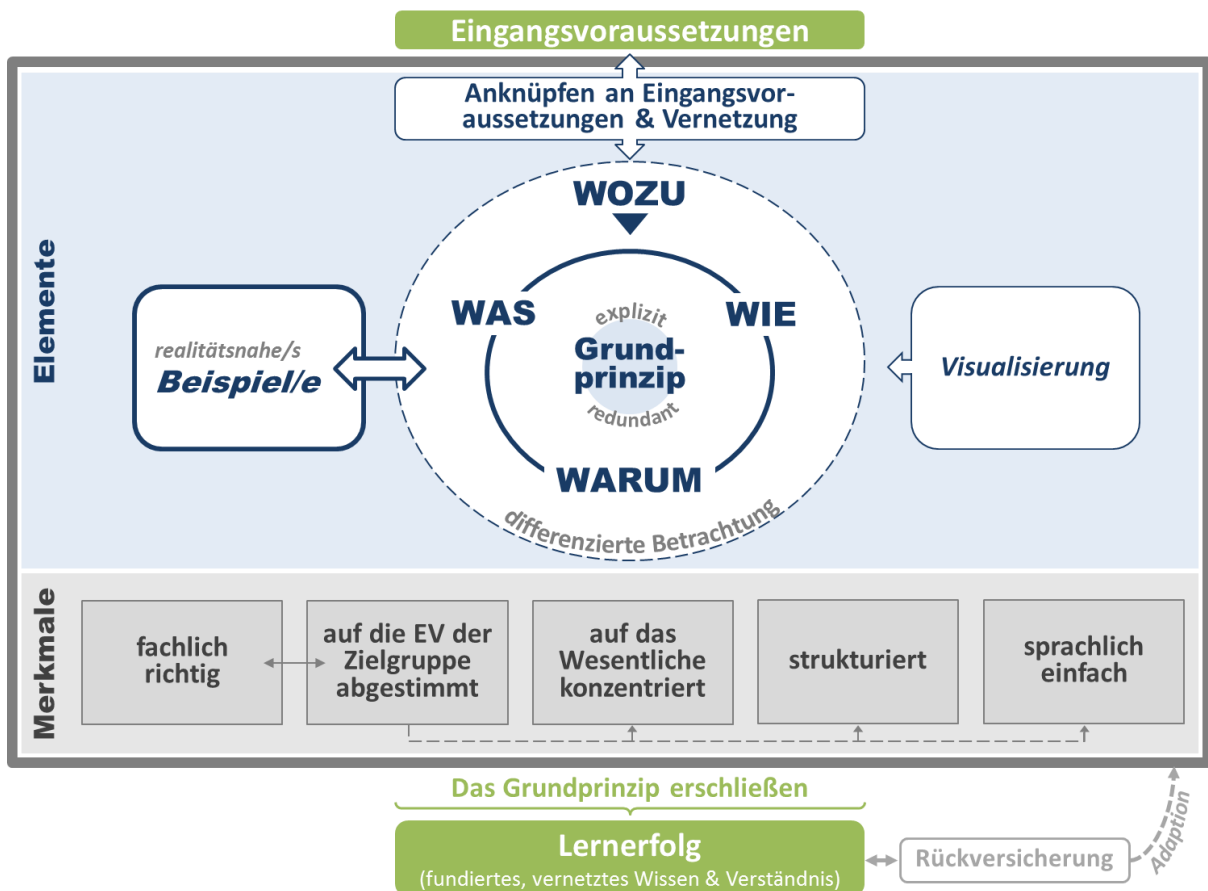 Eingangsvoraussetzungen
Anknüpfen an Eingangsvor-
aussetzungen & Vernetzung
Elemente
WOZU
WAS
WIE
explizit
Grund-
prinzip
redundant
WARUM
differenzierte Betrachtung
realitätsnahe/s
Beispiel/e
Visualisierung
Merkmale
fachlich
richtig
auf die EV der
Zielgruppe
abgestimmt
auf das
Wesentliche
konzentriert
strukturiert
sprachlich
einfach
Das Grundprinzip erschließen
Lernerfolg
(fundiertes, vernetztes Wissen & Verständnis)
Rückversicherung
Adaption